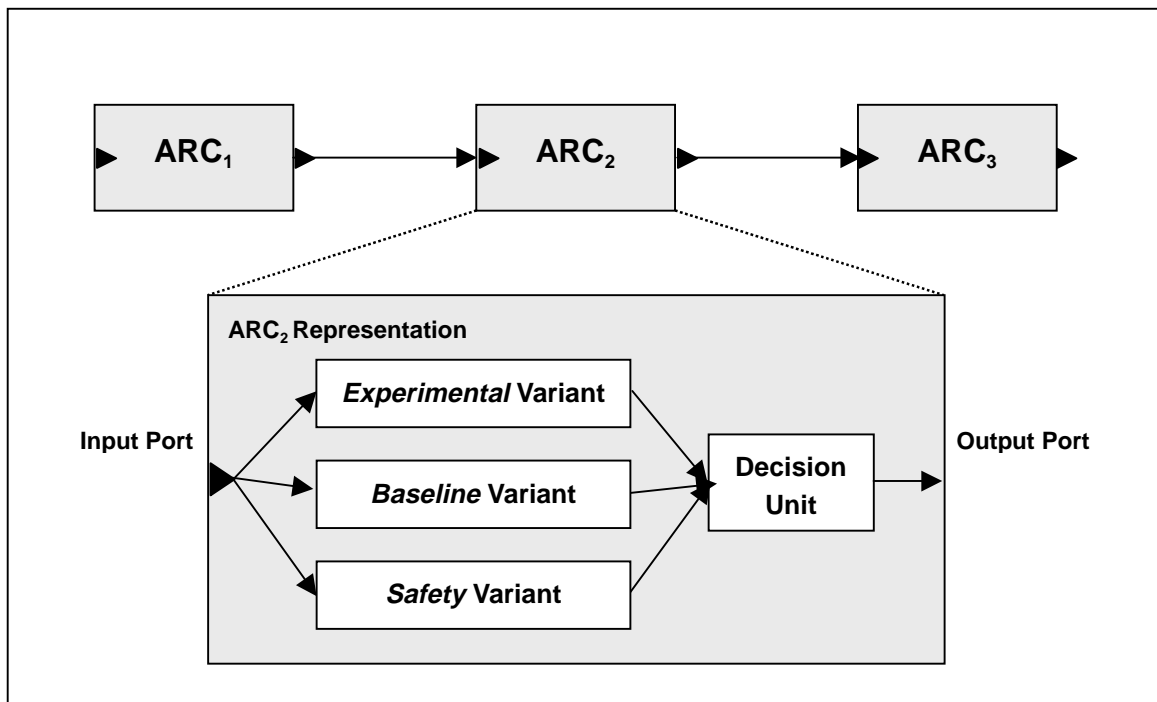 ARC₁
ARC₂
ARC₃
ARC₂ Representation
Experimental Variant
Input Port
Baseline Variant
Decision
Unit
Output Port
Safety Variant